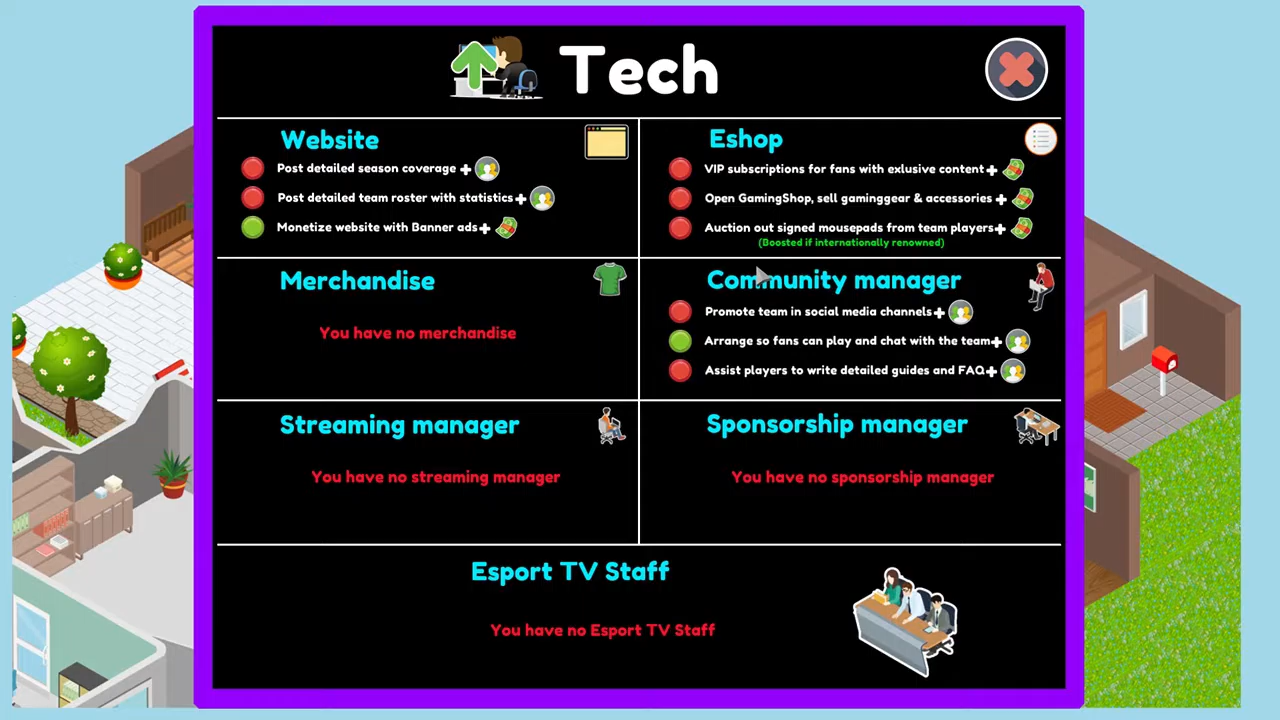 Tech
Website
Post detailed season coverage +
Post detailed team roster with statistics +
Monetize website with Banner ads +
Eshop
VIP subscriptions for fans with exlusive content +
Open GamingShop, sell gaminggear & accessories +
Auction out signed mousepads from team players +
(Boosted if internationally renowned)
Merchandise
You have no merchandise
Community manager
Promote team in social media channels +
Arrange so fans can play and chat with the team +
Assist players to write detailed guides and FAQ +
Streaming manager
You have no streaming manager
Sponsorship manager
You have no sponsorship manager
Esport TV Staff
You have no Esport TV Staff